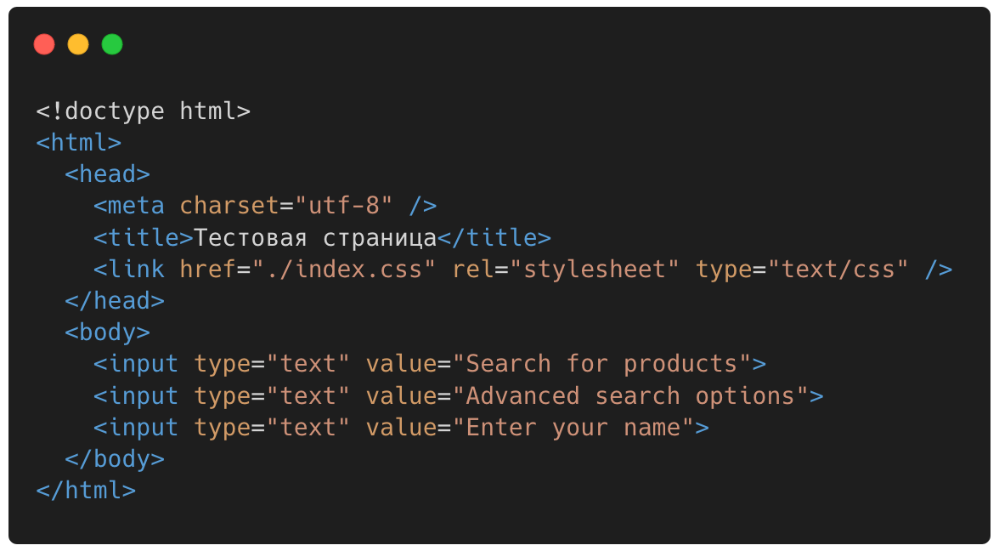 <!doctype html>
<html>
  <head>
    <meta charset="utf-8" />
    <title>Тестовая страница</title>
    <link href="./index.css" rel="stylesheet" type="text/css" />
  </head>
  <body>
    <input type="text" value="Search for products">
    <input type="text" value="Advanced search options">
    <input type="text" value="Enter your name">
  </body>
</html>